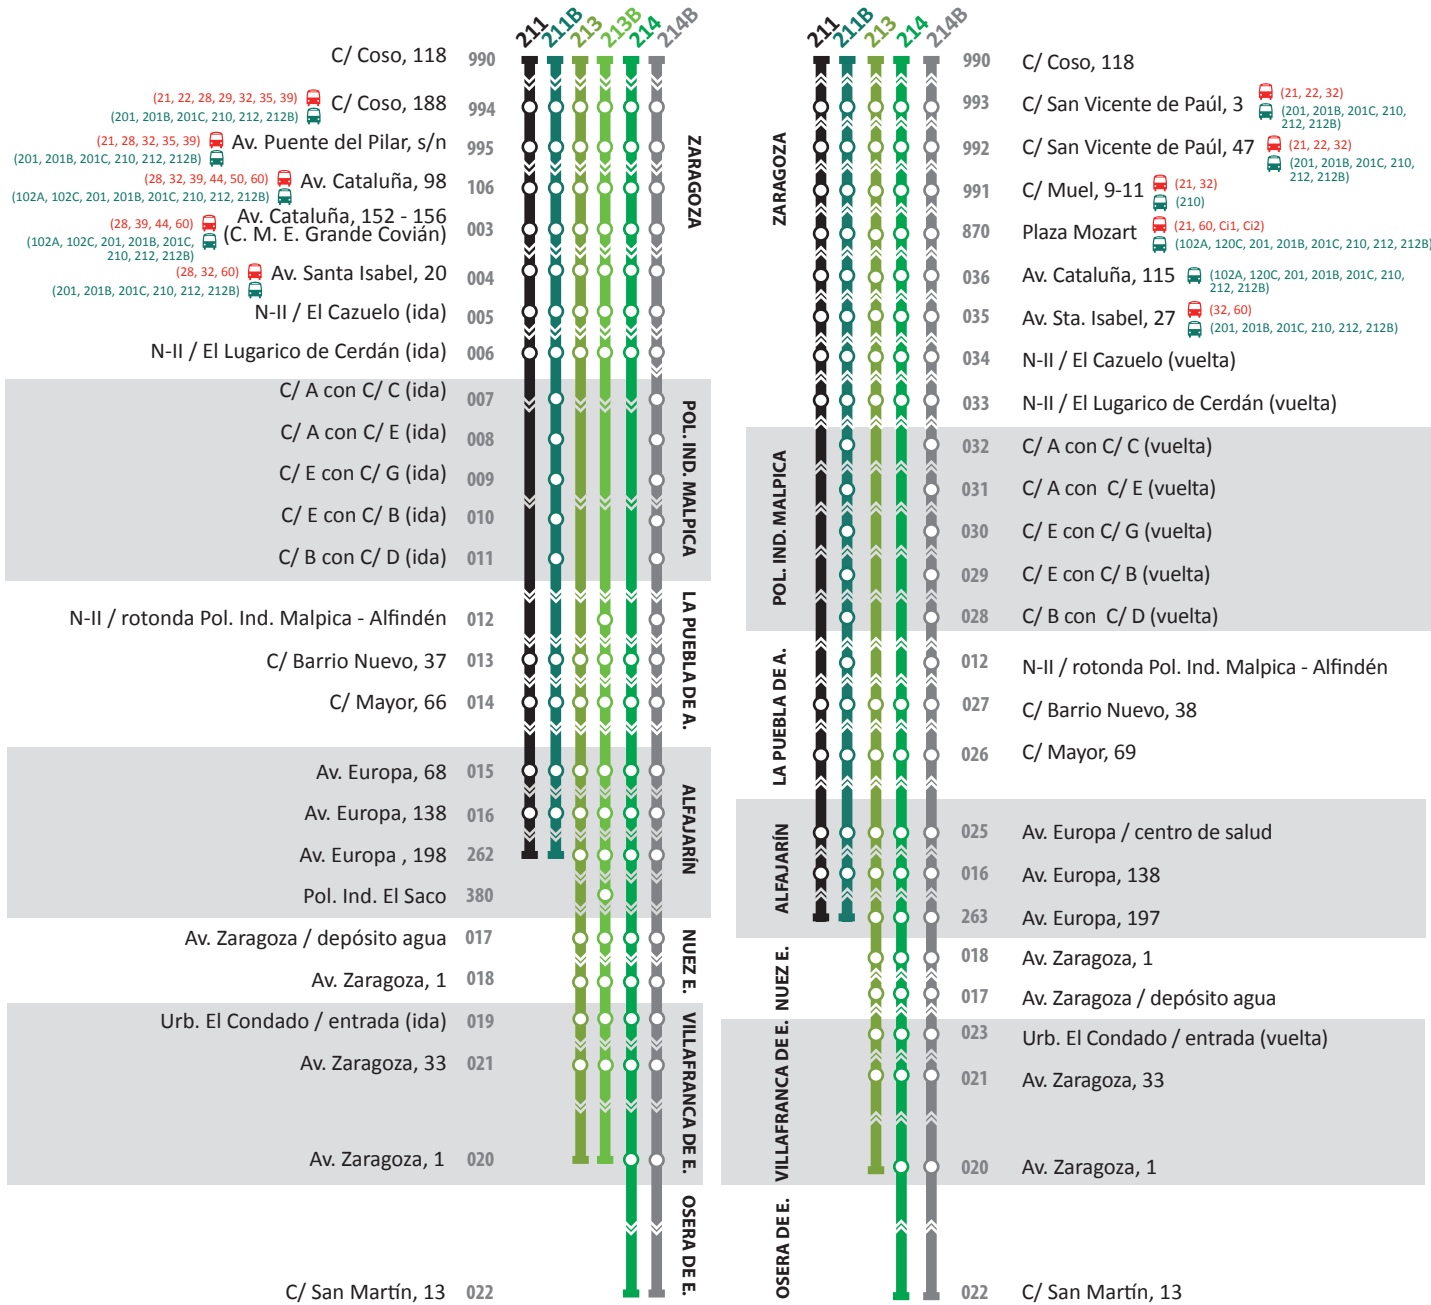 211 211B 213 213B 214 214B
C/ Coso, 118 990
(21, 22, 28, 29, 32, 35, 39)
(201, 201B, 201C, 210, 212, 212B)
C/ Coso, 188 994
(21, 28, 32, 35, 39)
(201, 201B, 201C, 210, 212, 212B)
Av. Puente del Pilar, s/n 995
(28, 32, 39, 44, 50, 60)
(102A, 102C, 201, 201B, 201C, 210, 212, 212B)
Av. Cataluña, 98 106
(28, 39, 44, 60)
(102A, 102C, 201, 201B, 201C,
210, 212, 212B)
Av. Cataluña, 152 - 156
(C. M. E. Grande Covián) 003
(28, 32, 60)
(201, 201B, 201C, 210, 212, 212B)
Av. Santa Isabel, 20 004
N-II / El Cazuelo (ida) 005
N-II / El Lugarico de Cerdán (ida) 006
ZARAGOZA
C/ A con C/ C (ida) 007
C/ A con C/ E (ida) 008
C/ E con C/ G (ida) 009
C/ E con C/ B (ida) 010
C/ B con C/ D (ida) 011
POL. IND. MALPICA
N-II / rotonda Pol. Ind. Malpica - Alfindén 012
C/ Barrio Nuevo, 37 013
C/ Mayor, 66 014
LA PUEBLA DE A.
Av. Europa, 68 015
Av. Europa, 138 016
Av. Europa , 198 262
Pol. Ind. El Saco 380
ALFAJARÍN
Av. Zaragoza / depósito agua 017
Av. Zaragoza, 1 018
NUEZ E.
Urb. El Condado / entrada (ida) 019
Av. Zaragoza, 33 021
Av. Zaragoza, 1 020
VILLAFRANCA DE E.
C/ San Martín, 13 022
OSERA DE E.
211 211B 213 214 214B
990 C/ Coso, 118
993 C/ San Vicente de Paúl, 3
(21, 22, 32)
(201, 201B, 201C, 210,
212, 212B)
992 C/ San Vicente de Paúl, 47
(21, 22, 32)
(201, 201B, 201C, 210,
212, 212B)
991 C/ Muel, 9-11
(21, 32)
(210)
870 Plaza Mozart
(21, 60, Ci1, Ci2)
(102A, 120C, 201, 201B, 201C, 210, 212, 212B)
036 Av. Cataluña, 115
(102A, 120C, 201, 201B, 201C, 210,
212, 212B)
035 Av. Sta. Isabel, 27
(32, 60)
(201, 201B, 201C, 210, 212, 212B)
034 N-II / El Cazuelo (vuelta)
033 N-II / El Lugarico de Cerdán (vuelta)
ZARAGOZA
032 C/ A con C/ C (vuelta)
031 C/ A con C/ E (vuelta)
030 C/ E con C/ G (vuelta)
029 C/ E con C/ B (vuelta)
028 C/ B con C/ D (vuelta)
POL. IND. MALPICA
012 N-II / rotonda Pol. Ind. Malpica - Alfindén
027 C/ Barrio Nuevo, 38
026 C/ Mayor, 69
LA PUEBLA DE A.
025 Av. Europa / centro de salud
016 Av. Europa, 138
263 Av. Europa, 197
ALFAJARÍN
018 Av. Zaragoza, 1
017 Av. Zaragoza / depósito agua
NUEZ E.
023 Urb. El Condado / entrada (vuelta)
021 Av. Zaragoza, 33
020 Av. Zaragoza, 1
VILLAFRANCA DE E.
022 C/ San Martín, 13
OSERA DE E.